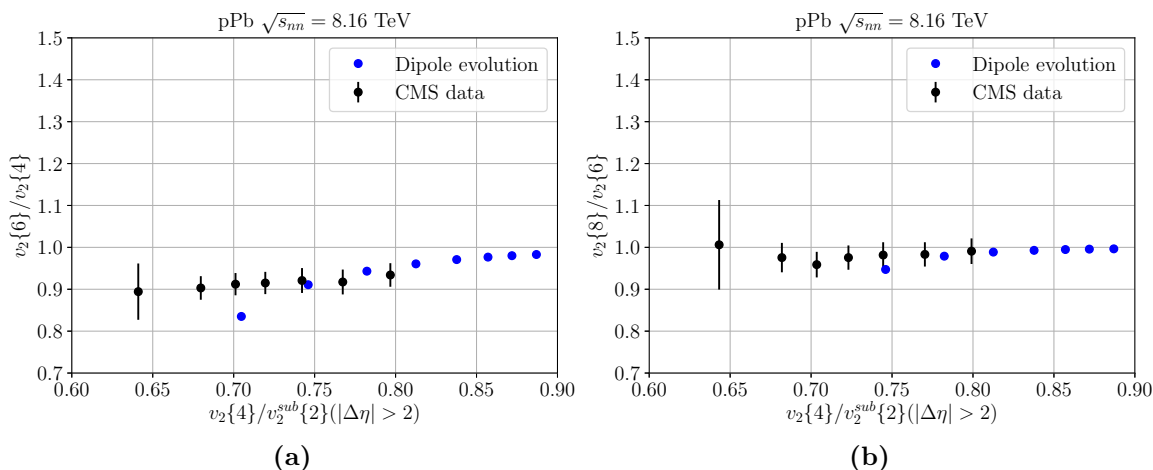 pPb √s_nn = 8.16 TeV
1.5
1.4
1.3
1.2
1.1
1.0
0.9
0.8
0.7
v₂{6}/v₂{4}
Dipole evolution
CMS data
0.60 0.65 0.70 0.75 0.80 0.85 0.90
v₂{4}/v₂^sub{2}(|Δη| > 2)
(a)
pPb √s_nn = 8.16 TeV
1.5
1.4
1.3
1.2
1.1
1.0
0.9
0.8
0.7
v₂{8}/v₂{6}
Dipole evolution
CMS data
0.60 0.65 0.70 0.75 0.80 0.85 0.90
v₂{4}/v₂^sub{2}(|Δη| > 2)
(b)